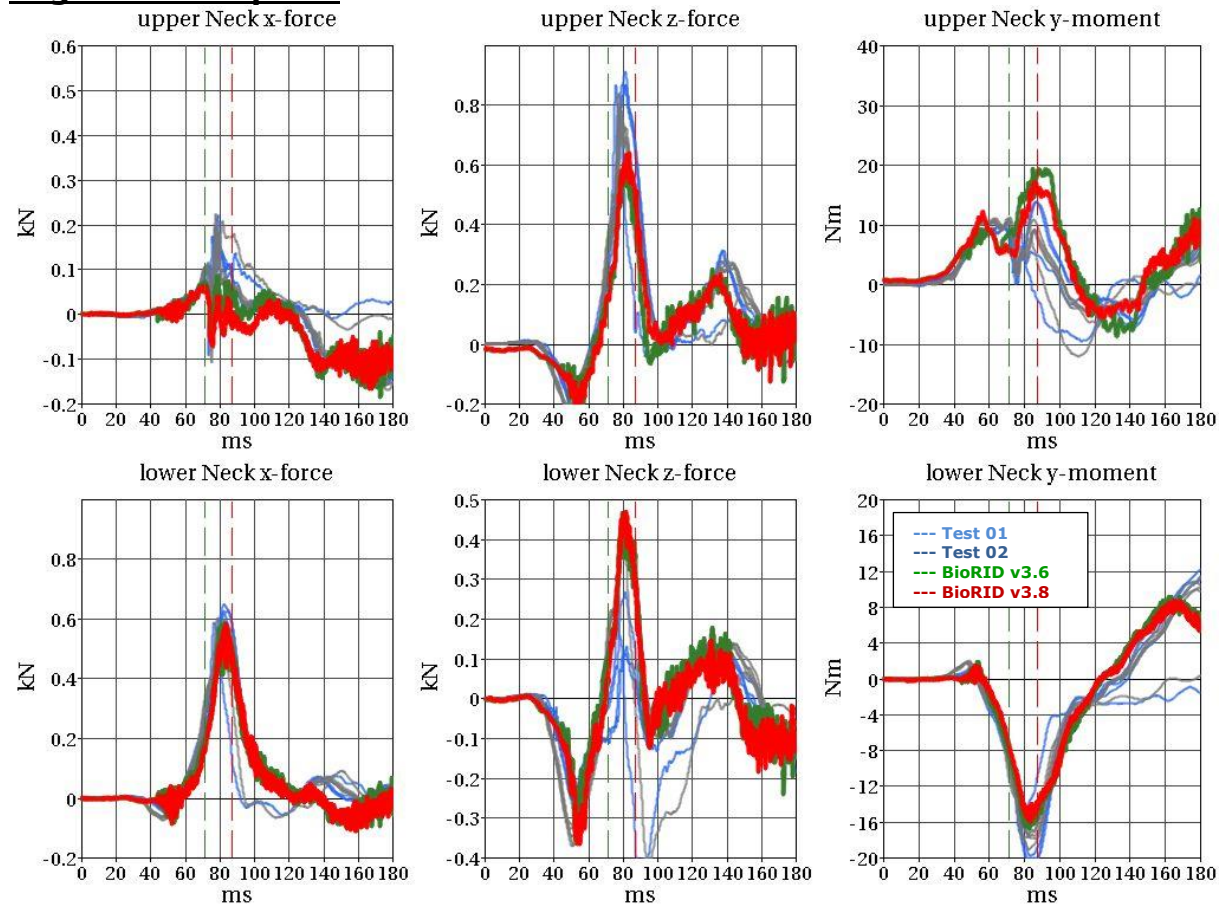 upper Neck x-force
upper Neck z-force
upper Neck y-moment
kN
0.6
0.5
0.4
0.3
0.2
0.1
0
-0.1
-0.2
0 20 40 60 80 100 120 140 160 180
ms
kN
0.8
0.6
0.4
0.2
0
-0.2
0 20 40 60 80 100 120 140 160 180
ms
Nm
40
30
20
10
0
-10
-20
0 20 40 60 80 100 120 140 160 180
ms
lower Neck x-force
lower Neck z-force
lower Neck y-moment
kN
0.8
0.6
0.4
0.2
0
-0.2
0 20 40 60 80 100 120 140 160 180
ms
kN
0.5
0.4
0.3
0.2
0.1
0
-0.1
-0.2
-0.3
-0.4
0 20 40 60 80 100 120 140 160 180
ms
Nm
20
16
12
8
4
0
-4
-8
-12
-16
-20
0 20 40 60 80 100 120 140 160 180
ms
--- Test 01
--- Test 02
--- BioRID v3.6
--- BioRID v3.8